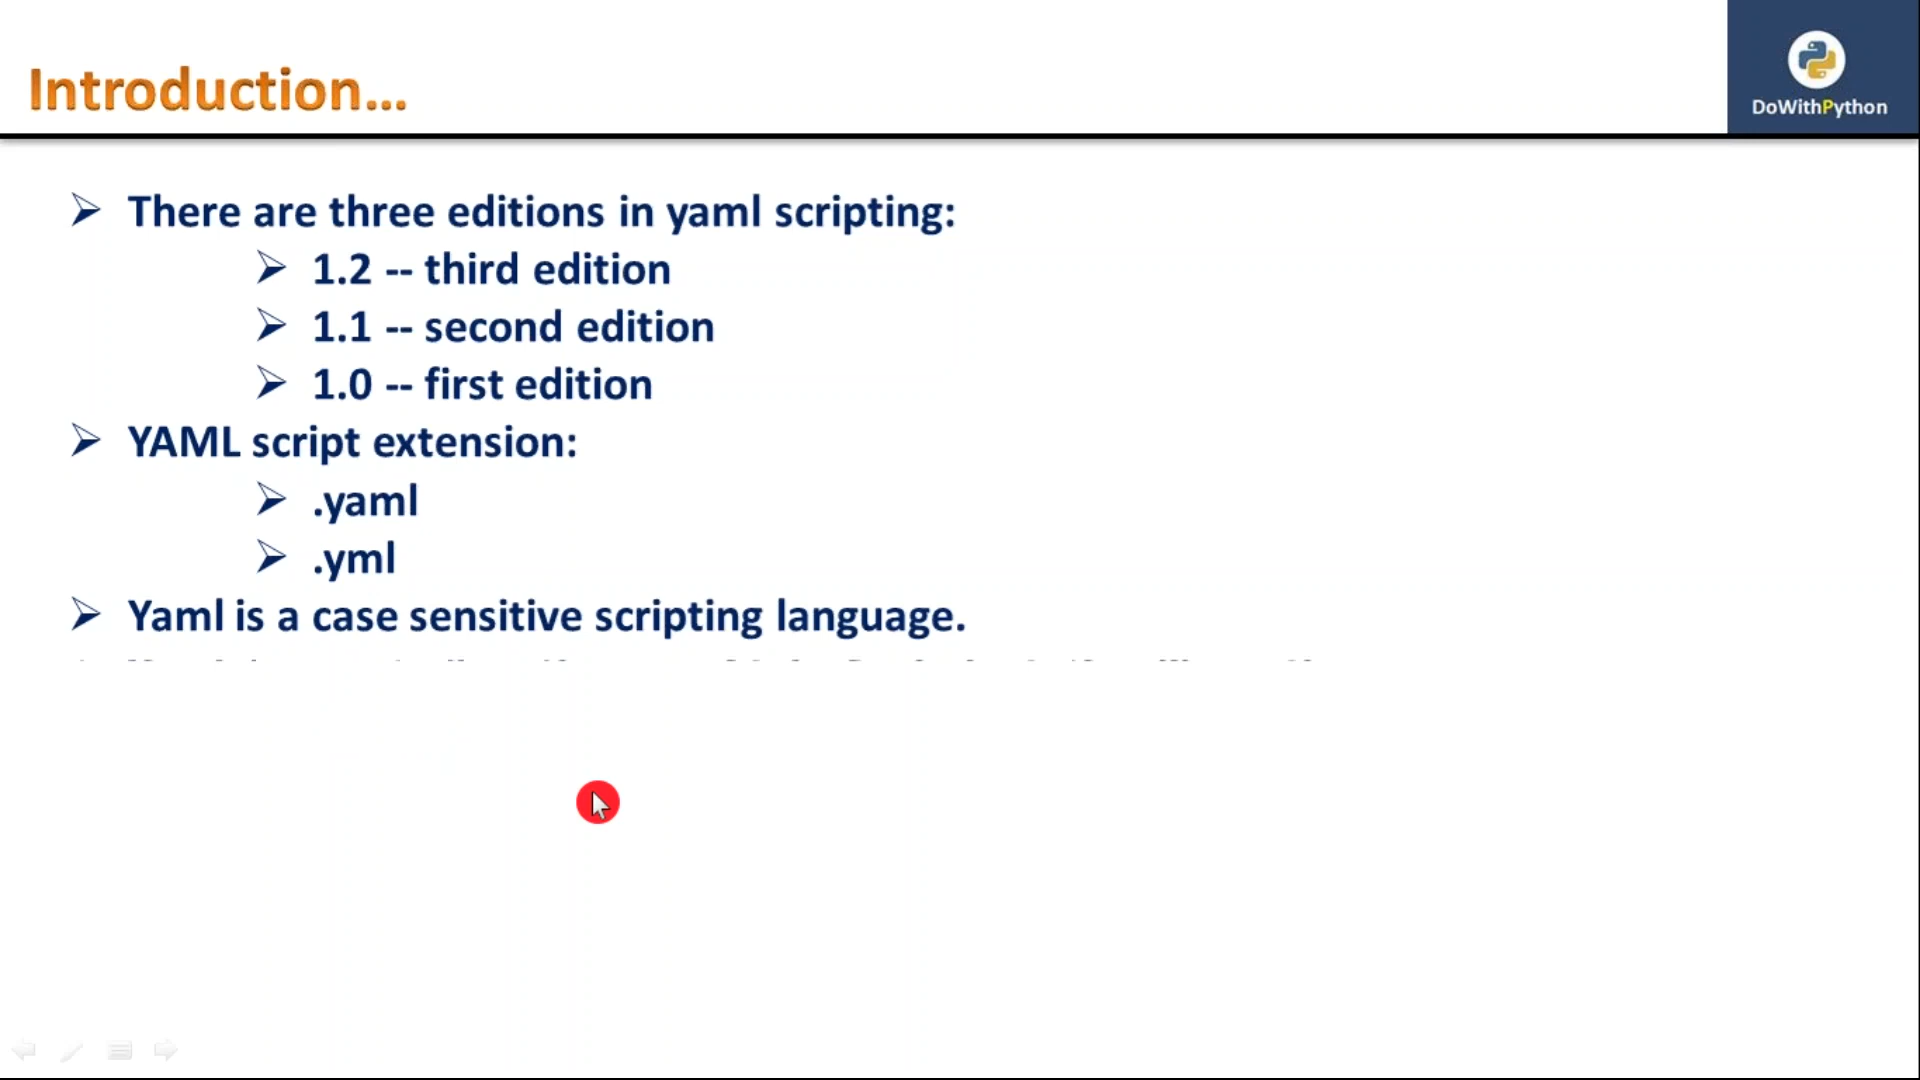 Introduction...
DoWithPython
There are three editions in yaml scripting:
1.2 -- third edition
1.1 -- second edition
1.0 -- first edition
YAML script extension:
.yaml
.yml
Yaml is a case sensitive scripting language.